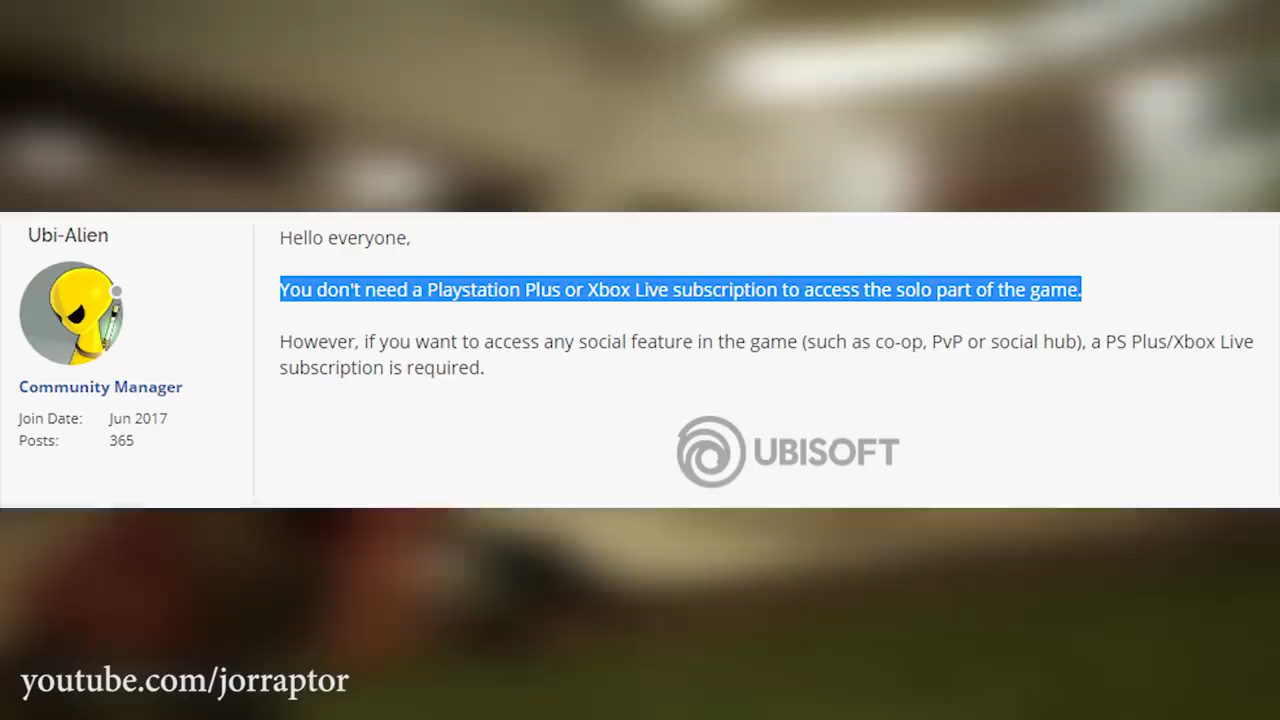 Ubi-Alien
Community Manager
Join Date: Jun 2017
Posts: 365
Hello everyone,
You don't need a Playstation Plus or Xbox Live subscription to access the solo part of the game.
However, if you want to access any social feature in the game (such as co-op, PvP or social hub), a PS Plus/Xbox Live
subscription is required.
UBISOFT
youtube.com/jorraptor